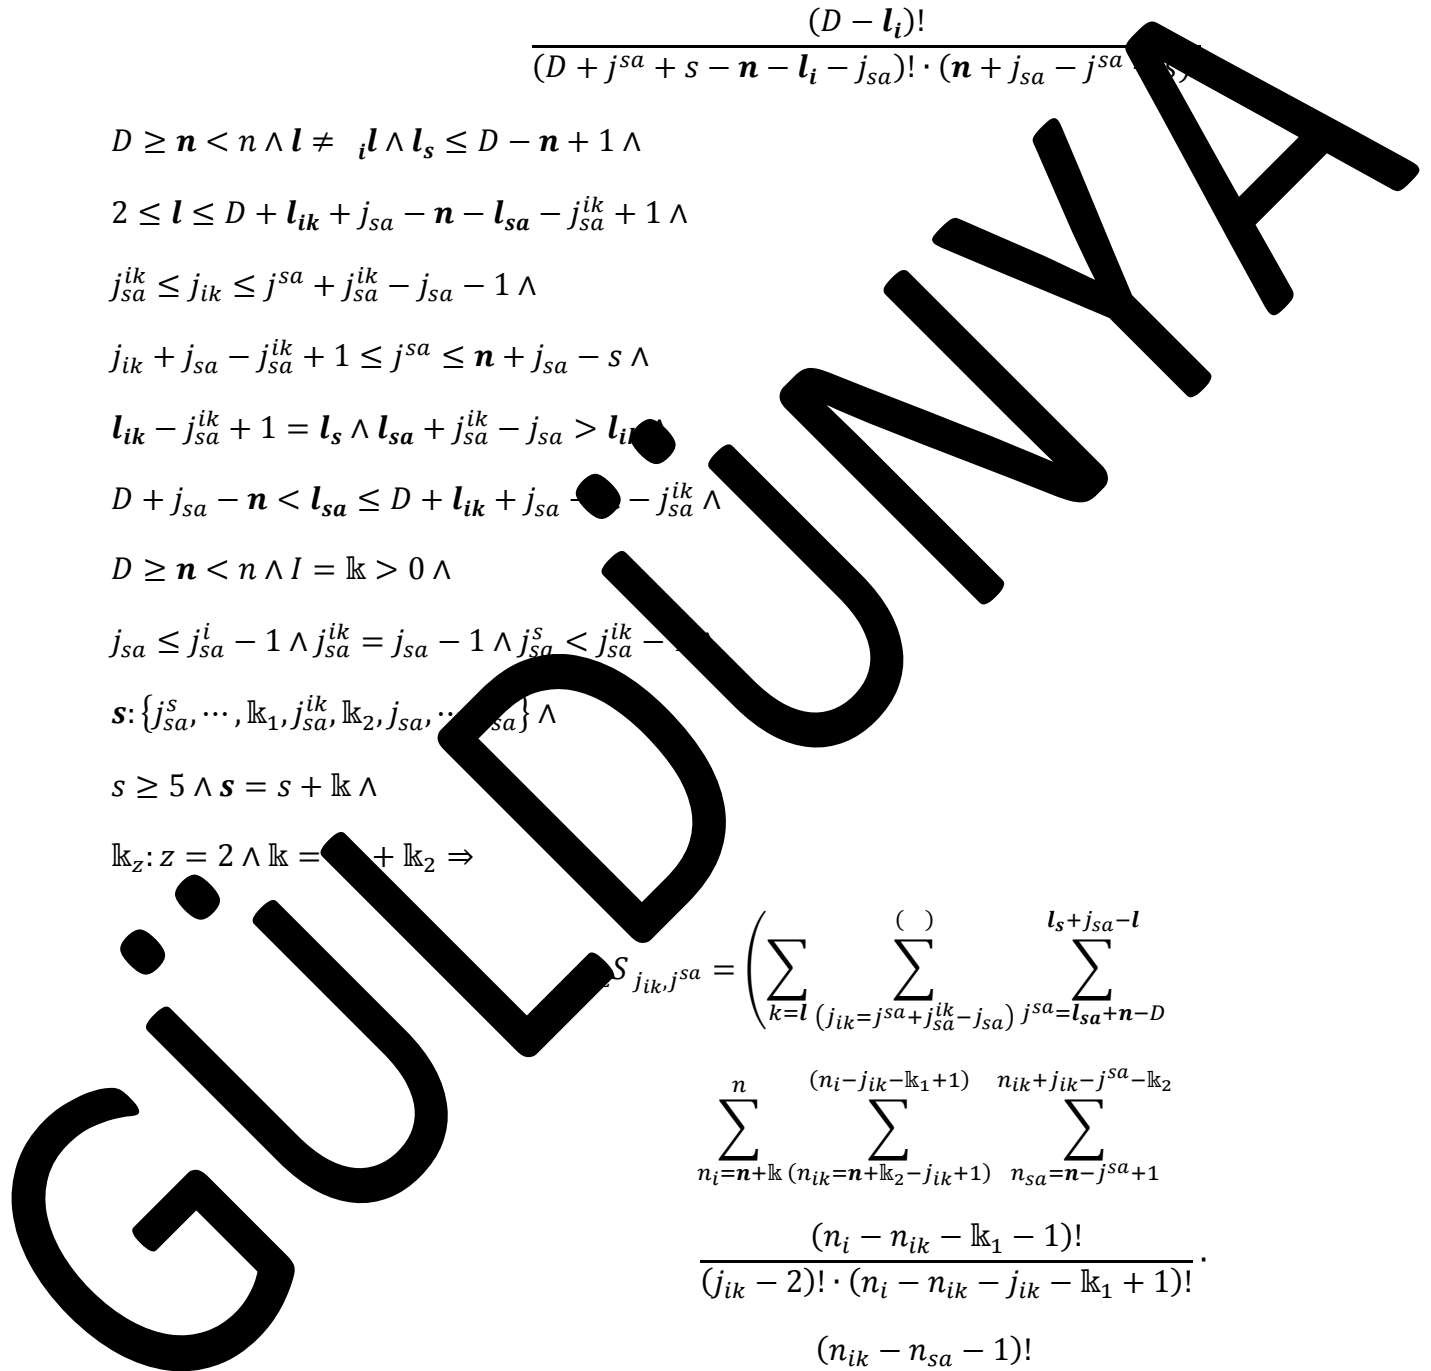 (D − l_i)!
(D + j^{sa} + s − n − l_i − j_{sa})! · (n + j_{sa} − j^{sa} s)
D ≥ n < n ∧ l ≠ _il ∧ l_s ≤ D − n + 1 ∧
2 ≤ l ≤ D + l_{ik} + j_{sa} − n − l_{sa} − j_{sa}^{ik} + 1 ∧
j_{sa}^{ik} ≤ j_{ik} ≤ j^{sa} + j_{sa}^{ik} − j_{sa} − 1 ∧
j_{ik} + j_{sa} − j_{sa}^{ik} + 1 ≤ j^{sa} ≤ n + j_{sa} − s ∧
l_{ik} − j_{sa}^{ik} + 1 = l_s ∧ l_{sa} + j_{sa}^{ik} − j_{sa} > l_{ik} ∧
D + j_{sa} − n < l_{sa} ≤ D + l_{ik} + j_{sa} − j_{sa}^{ik} ∧
D ≥ n < n ∧ I = 𝕜 > 0 ∧
j_{sa} ≤ j_{sa}^i − 1 ∧ j_{sa}^{ik} = j_{sa} − 1 ∧ j_{sa}^s < j_{sa}^{ik} −
s: {j_{sa}^s, ⋯ , 𝕜_1, j_{sa}^{ik}, 𝕜_2, j_{sa}, _{sa}} ∧
s ≥ 5 ∧ s = s + 𝕜 ∧
𝕜_z: z = 2 ∧ 𝕜 = + 𝕜_2 ⇒
( ) l_s+j_{sa}−l
S_{j_{ik},j^{sa}} = ( ∑ ∑ ∑
k=l (j_{ik}=j^{sa}+j_{sa}^{ik}−j_{sa}) j^{sa}=l_{sa}+n−D
n (n_i−j_{ik}−𝕜_1+1) n_{ik}+j_{ik}−j^{sa}−𝕜_2
∑ ∑ ∑
n_i=n+𝕜 (n_{ik}=n+𝕜_2−j_{ik}+1) n_{sa}=n−j^{sa}+1
(n_i − n_{ik} − 𝕜_1 − 1)!
(j_{ik} − 2)! · (n_i − n_{ik} − j_{ik} − 𝕜_1 + 1)! ·
(n_{ik} − n_{sa} − 1)!
GÜLDÜNYA